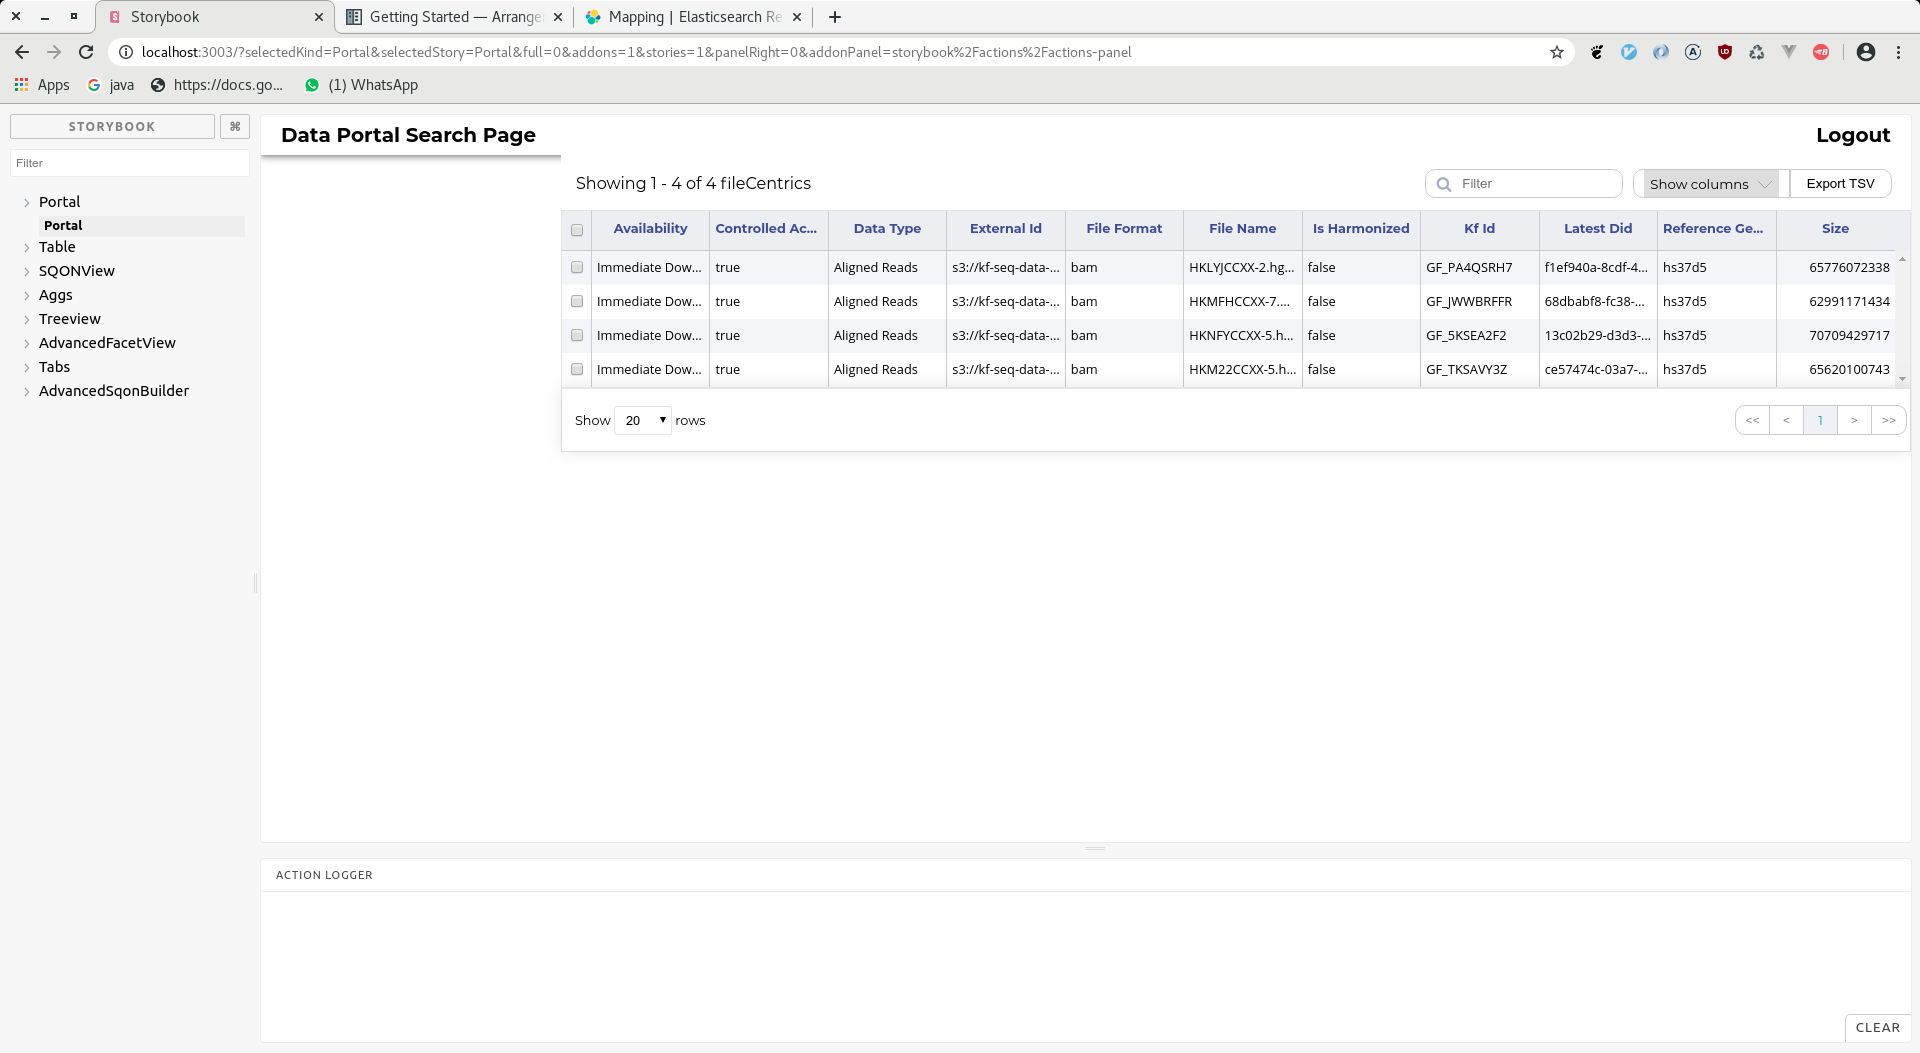 Storybook
Getting Started — Arrange
Mapping | Elasticsearch Re
localhost:3003/?selectedKind=Portal&selectedStory=Portal&full=0&addons=1&stories=1&panelRight=0&addonPanel=storybook%2Factions%2Factions-panel
Apps java https://docs.go... (1) WhatsApp
STORYBOOK ⌘
Filter
Portal
Portal
Table
SQONView
Aggs
Treeview
AdvancedFacetView
Tabs
AdvancedSqonBuilder
Data Portal Search Page Logout
Showing 1 - 4 of 4 fileCentrics Filter Show columns Export TSV
Availability Controlled Ac... Data Type External Id File Format File Name Is Harmonized Kf Id Latest Did Reference Ge... Size
Immediate Dow... true Aligned Reads s3://kf-seq-data-... bam HKLYJCCXX-2.hg... false GF_PA4QSRH7 f1ef940a-8cdf-4... hs37d5 65776072338
Immediate Dow... true Aligned Reads s3://kf-seq-data-... bam HKMFHCCXX-7.... false GF_JWWBRFFR 68dbabf8-fc38-... hs37d5 62991171434
Immediate Dow... true Aligned Reads s3://kf-seq-data-... bam HKNFYCCXX-5.h... false GF_5KSEA2F2 13c02b29-d3d3-... hs37d5 70709429717
Immediate Dow... true Aligned Reads s3://kf-seq-data-... bam HKM22CCXX-5.h... false GF_TKSAVY3Z ce57474c-03a7-... hs37d5 65620100743
Show 20 rows << < 1 > >>
ACTION LOGGER
CLEAR